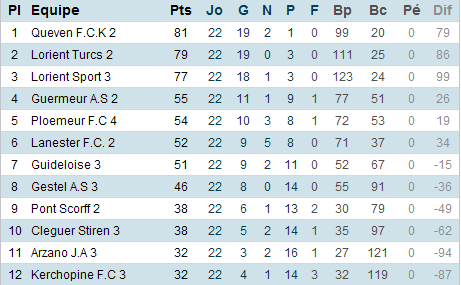 Pl Equipe Pts Jo G N P F Bp Bc Pé Dif
1 Queven F.C.K 2 81 22 19 2 1 0 99 20 0 79
2 Lorient Turcs 2 79 22 19 0 3 0 111 25 0 86
3 Lorient Sport 3 77 22 18 1 3 0 123 24 0 99
4 Guermeur A.S 2 55 22 11 1 9 1 77 51 0 26
5 Ploemeur F.C 4 54 22 10 3 8 1 72 53 0 19
6 Lanester F.C. 2 52 22 9 5 8 0 71 37 0 34
7 Guideloise 3 51 22 9 2 11 0 52 67 0 -15
8 Gestel A.S 3 46 22 8 0 14 0 55 91 0 -36
9 Pont Scorff 2 38 22 6 1 13 2 30 79 0 -49
10 Cleguer Stiren 3 38 22 5 2 14 1 35 97 0 -62
11 Arzano J.A 3 32 22 3 2 16 1 27 121 0 -94
12 Kerchopine F.C 3 32 22 4 1 14 3 32 119 0 -87